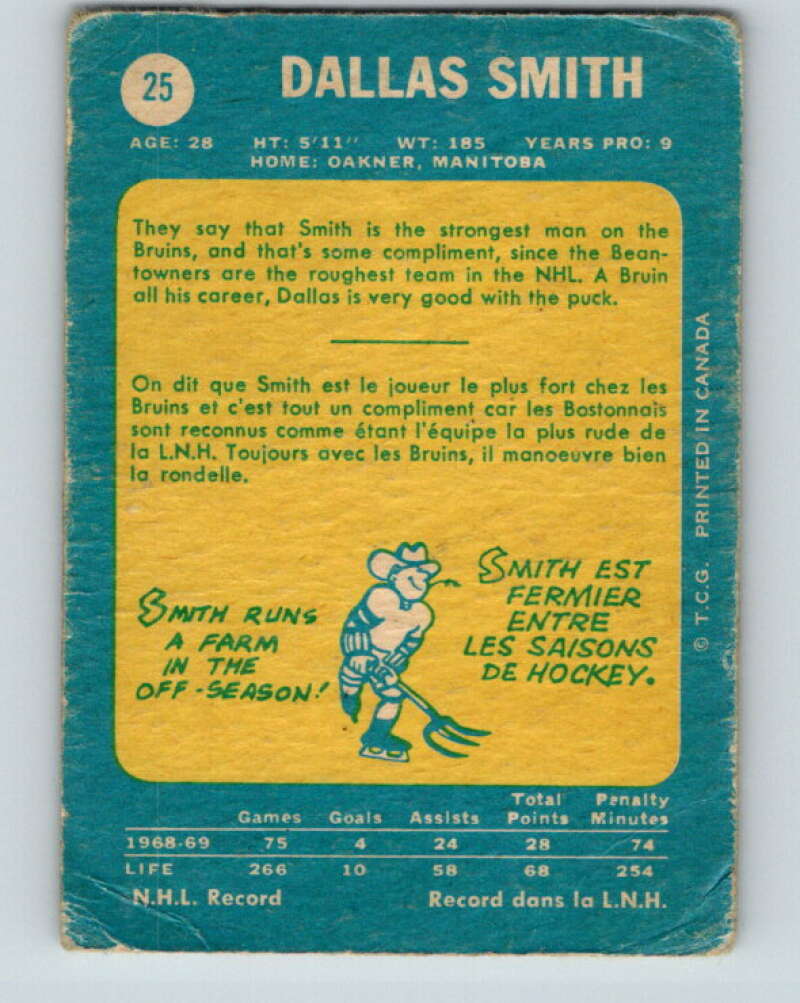 25
DALLAS SMITH
AGE: 28 HT: 5'11" WT: 185 YEARS PRO: 9
HOME: OAKNER, MANITOBA
They say that Smith is the strongest man on the
Bruins, and that's some compliment, since the Bean-
towners are the roughest team in the NHL. A Bruin
all his career, Dallas is very good with the puck.
On dit que Smith est le joueur le plus fort chez les
Bruins et c'est tout un compliment car les Bostonnais
sont reconnus comme étant l'équipe la plus rude de
la L.N.H. Toujours avec les Bruins, il manoeuvre bien
la rondelle.
SMITH RUNS
A FARM
IN THE
OFF-SEASON!
SMITH EST
FERMIER
ENTRE
LES SAISONS
DE HOCKEY.
© T.C.G. PRINTED IN CANADA
Games Goals Assists Total Points Penalty Minutes
1968-69 75 4 24 28 74
LIFE 266 10 58 68 254
N.H.L. Record Record dans la L.N.H.